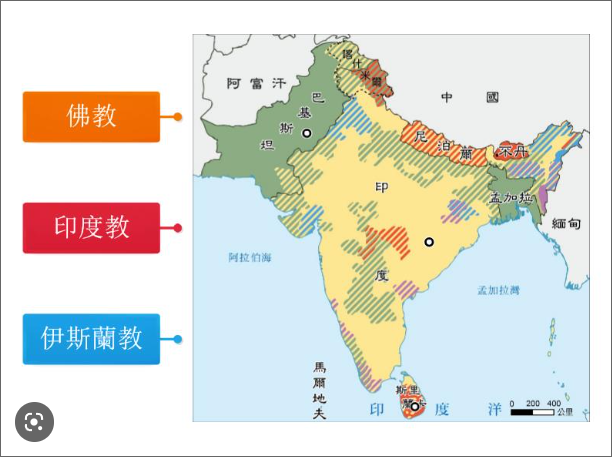 佛教
印度教
伊斯蘭教
阿富汗
巴基斯坦
喀什米爾
中國
尼泊爾
不丹
印度
孟加拉
緬甸
阿拉伯海
孟加拉灣
馬爾地夫
斯里蘭卡
印度洋
0 200 400
公里